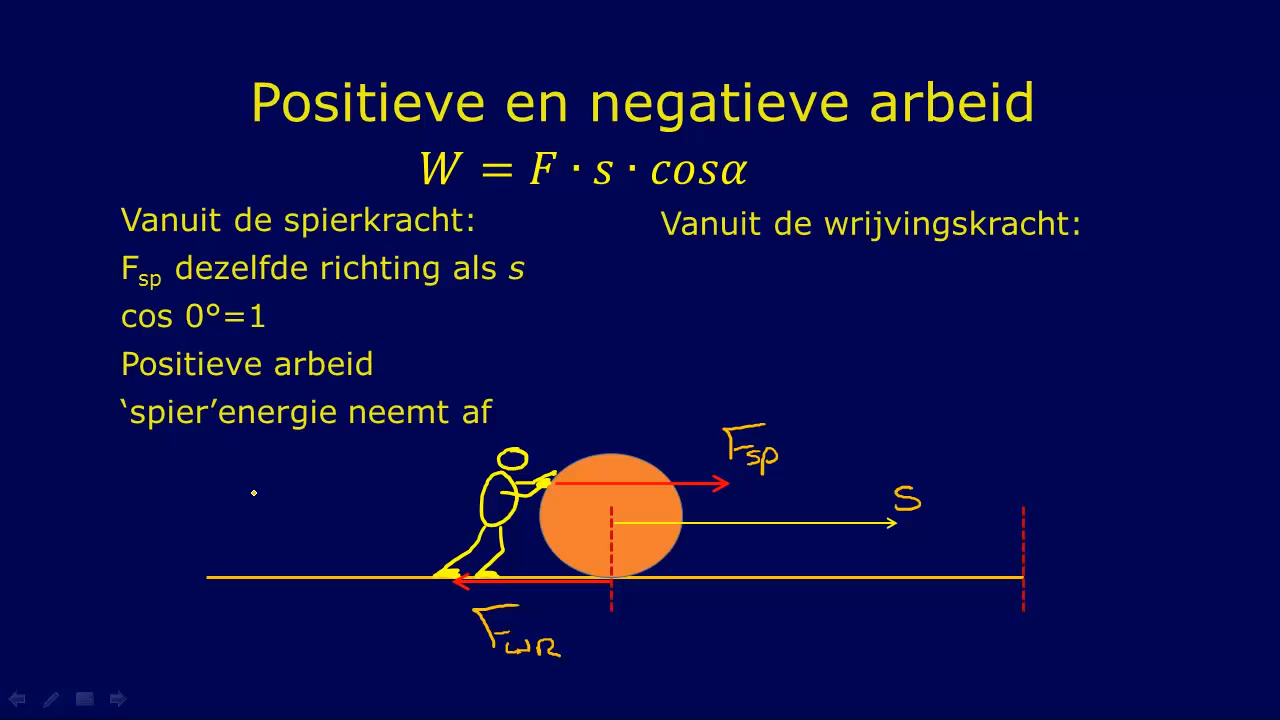 Positieve en negatieve arbeid
W = F · s · cosα
Vanuit de spierkracht:
Fsp dezelfde richting als s
cos 0°=1
Positieve arbeid
‘spier’energie neemt af
Vanuit de wrijvingskracht:
Fsp
S
FWR